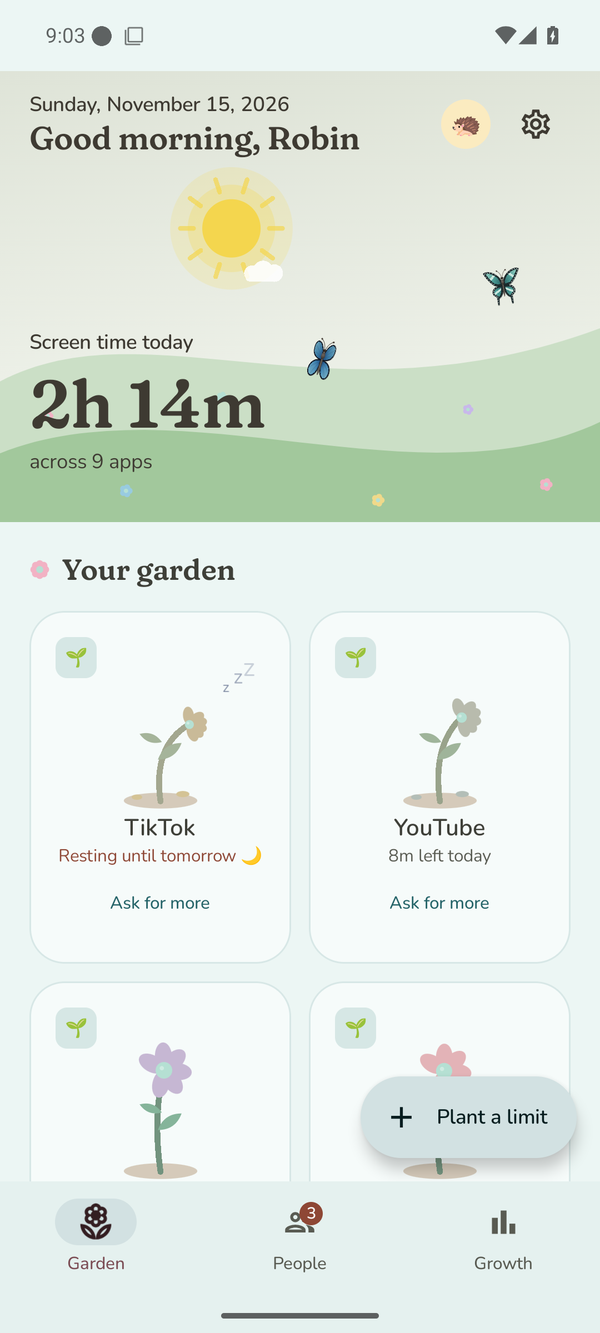 9:03
Sunday, November 15, 2026
Good morning, Robin
Screen time today
2h 14m
across 9 apps
Your garden
z z Z
TikTok
Resting until tomorrow 🌙
Ask for more
YouTube
8m left today
Ask for more
Plant a limit
Garden
3
People
Growth